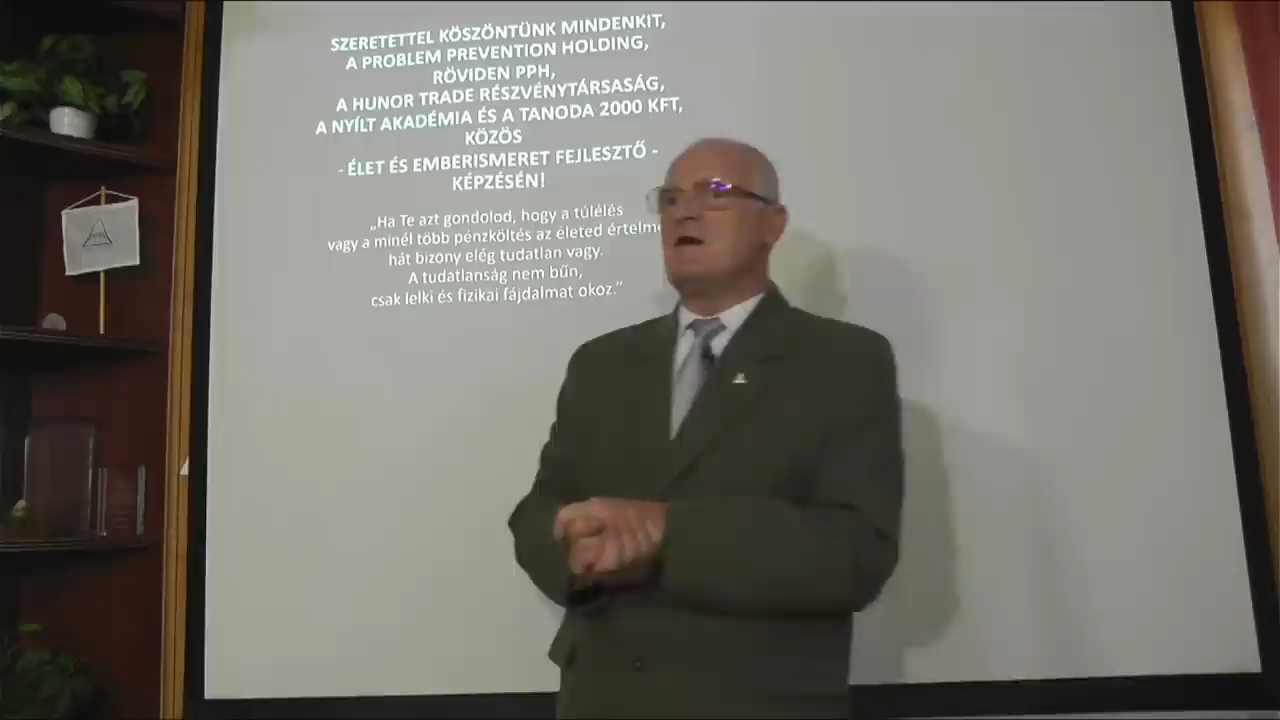 SZERETETTEL KÖSZÖNTÜNK MINDENKIT,
A PROBLEM PREVENTION HOLDING,
RÖVIDEN PPH,
A HUNOR TRADE RÉSZVÉNYTÁRSASÁG,
A NYÍLT AKADÉMIA ÉS A TANODA 2000 KFT,
KÖZÖS
- ÉLET ÉS EMBERISMERET FEJLESZTŐ -
KÉPZÉSÉN!
„Ha Te azt gondolod, hogy a túlélés
vagy a minél több pénzköltés az életed értelm
hát bizony elég tudatlan vagy.
A tudatlanság nem bűn,
csak lelki és fizikai fájdalmat okoz.”